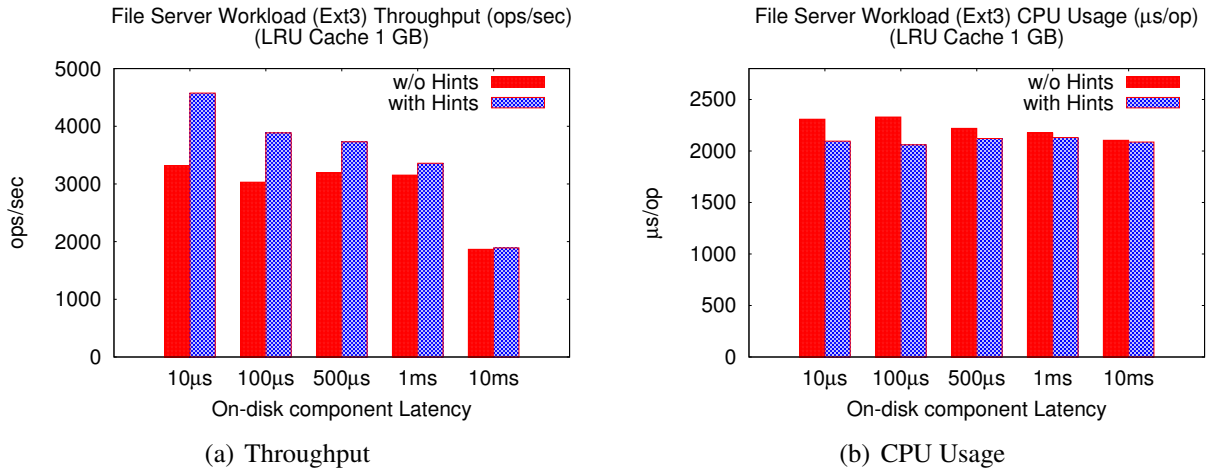 File Server Workload (Ext3) Throughput (ops/sec)
(LRU Cache 1 GB)
5000
4000
3000
2000
1000
0
ops/sec
w/o Hints
with Hints
10μs 100μs 500μs 1ms 10ms
On-disk component Latency
(a) Throughput
File Server Workload (Ext3) CPU Usage (μs/op)
(LRU Cache 1 GB)
2500
2000
1500
1000
500
0
μs/op
w/o Hints
with Hints
10μs 100μs 500μs 1ms 10ms
On-disk component Latency
(b) CPU Usage